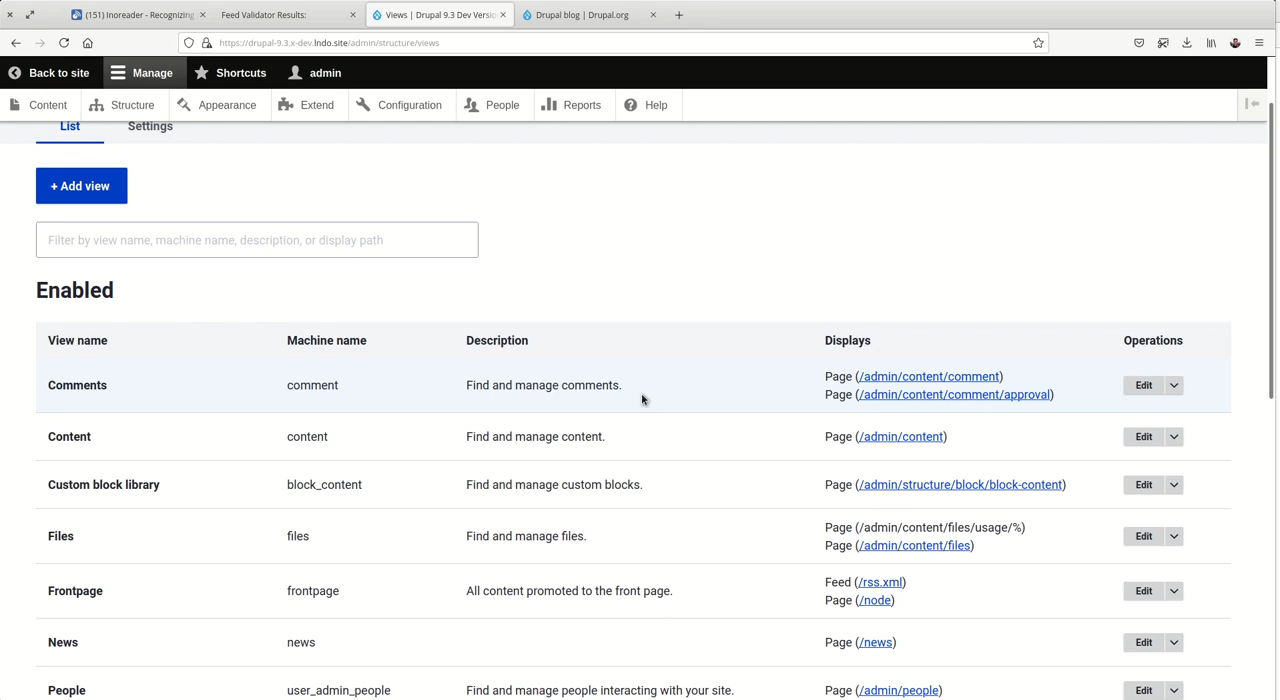 (151) Inoreader - Recognizing
Feed Validator Results:
Views | Drupal 9.3 Dev Versio
Drupal blog | Drupal.org
https://drupal-9.3.x-dev.lndo.site/admin/structure/views
Back to site
Manage
Shortcuts
admin
Content
Structure
Appearance
Extend
Configuration
People
Reports
Help
List
Settings
+ Add view
Filter by view name, machine name, description, or display path
Enabled
View name Machine name Description Displays Operations
Comments comment Find and manage comments. Page (/admin/content/comment) Edit
Page (/admin/content/comment/approval)
Content content Find and manage content. Page (/admin/content) Edit
Custom block library block_content Find and manage custom blocks. Page (/admin/structure/block/block-content) Edit
Files files Find and manage files. Page (/admin/content/files/usage/%) Edit
Page (/admin/content/files)
Frontpage frontpage All content promoted to the front page. Feed (/rss.xml) Edit
Page (/node)
News news Page (/news) Edit
People user_admin_people Find and manage people interacting with your site. Page (/admin/people) Edit